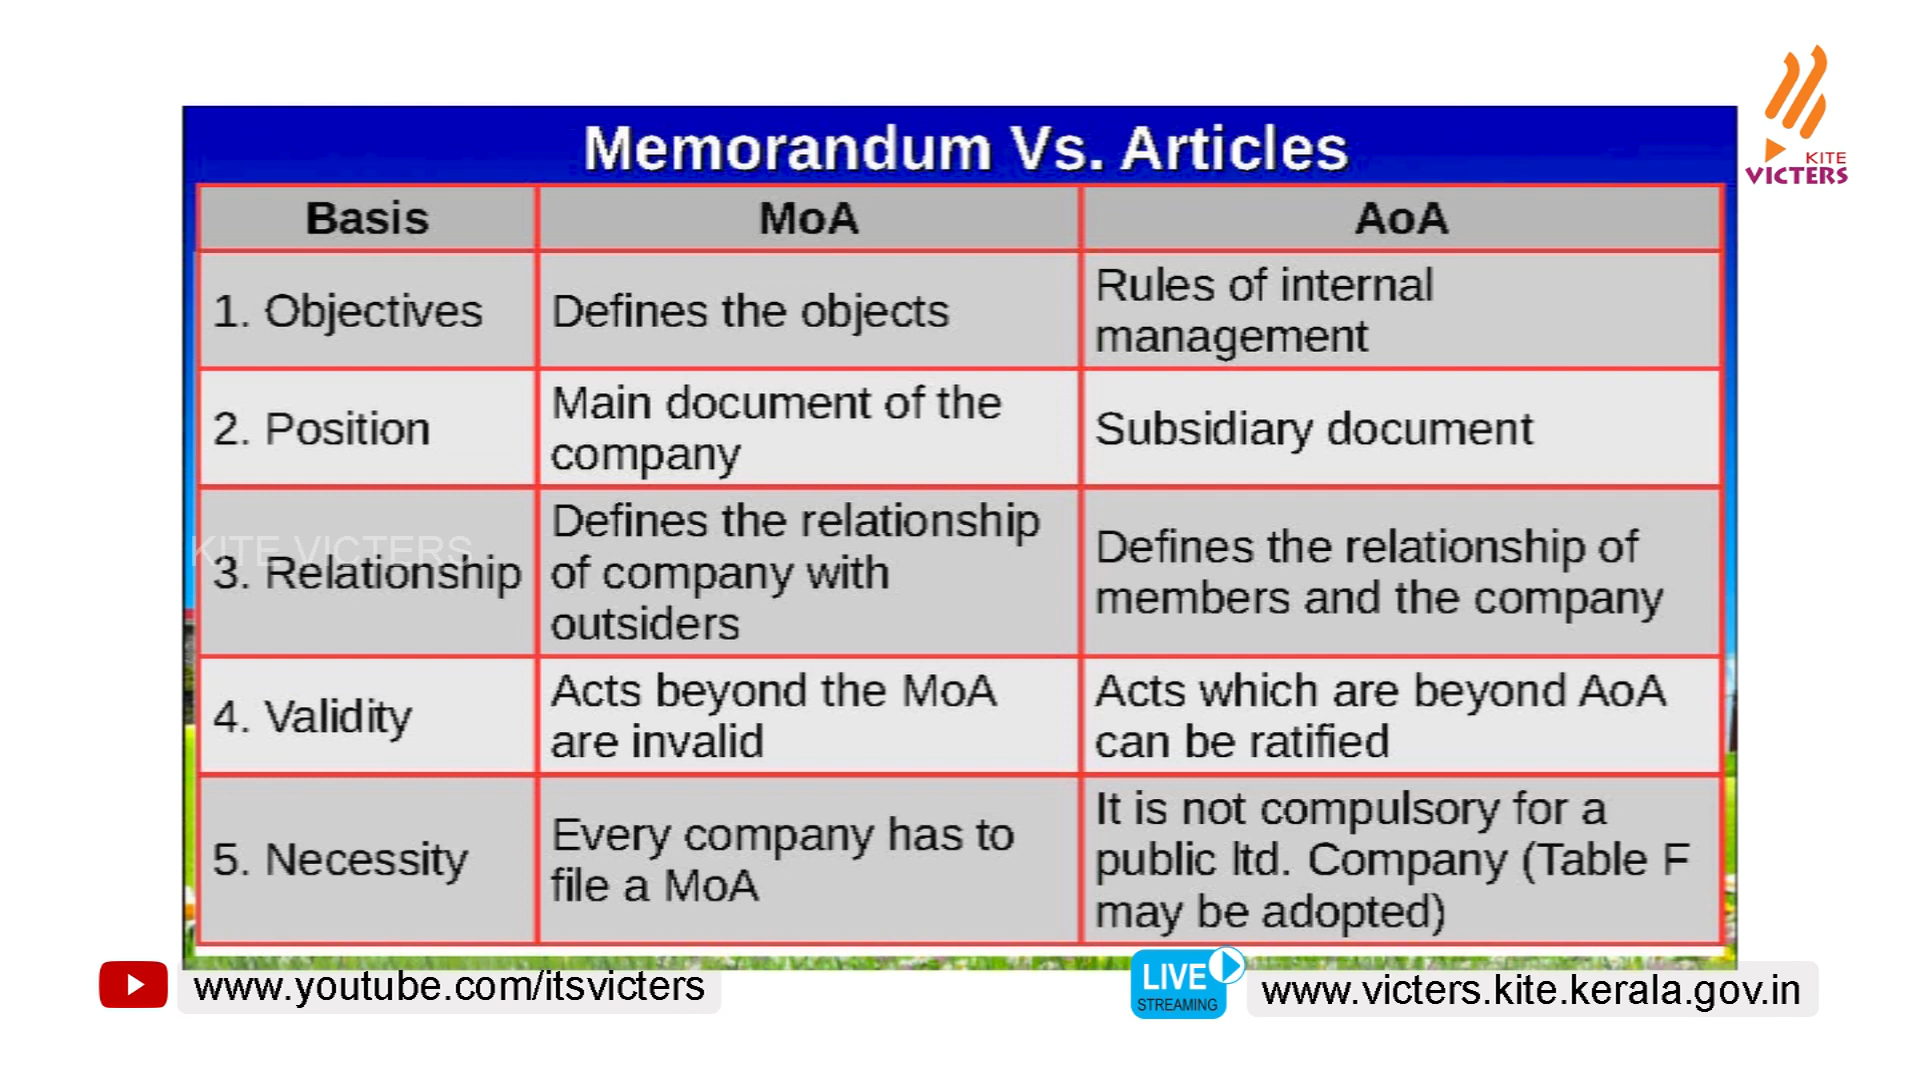 KITE
VICTERS
Memorandum Vs. Articles
Basis
MoA
AoA
1. Objectives
Defines the objects
Rules of internal
management
2. Position
Main document of the
company
Subsidiary document
3. Relationship
Defines the relationship
of company with
outsiders
Defines the relationship of
members and the company
4. Validity
Acts beyond the MoA
are invalid
Acts which are beyond AoA
can be ratified
5. Necessity
Every company has to
file a MoA
It is not compulsory for a
public ltd. Company (Table F
may be adopted)
KITE VICTERS
www.youtube.com/itsvicters
LIVE
STREAMING
www.victers.kite.kerala.gov.in